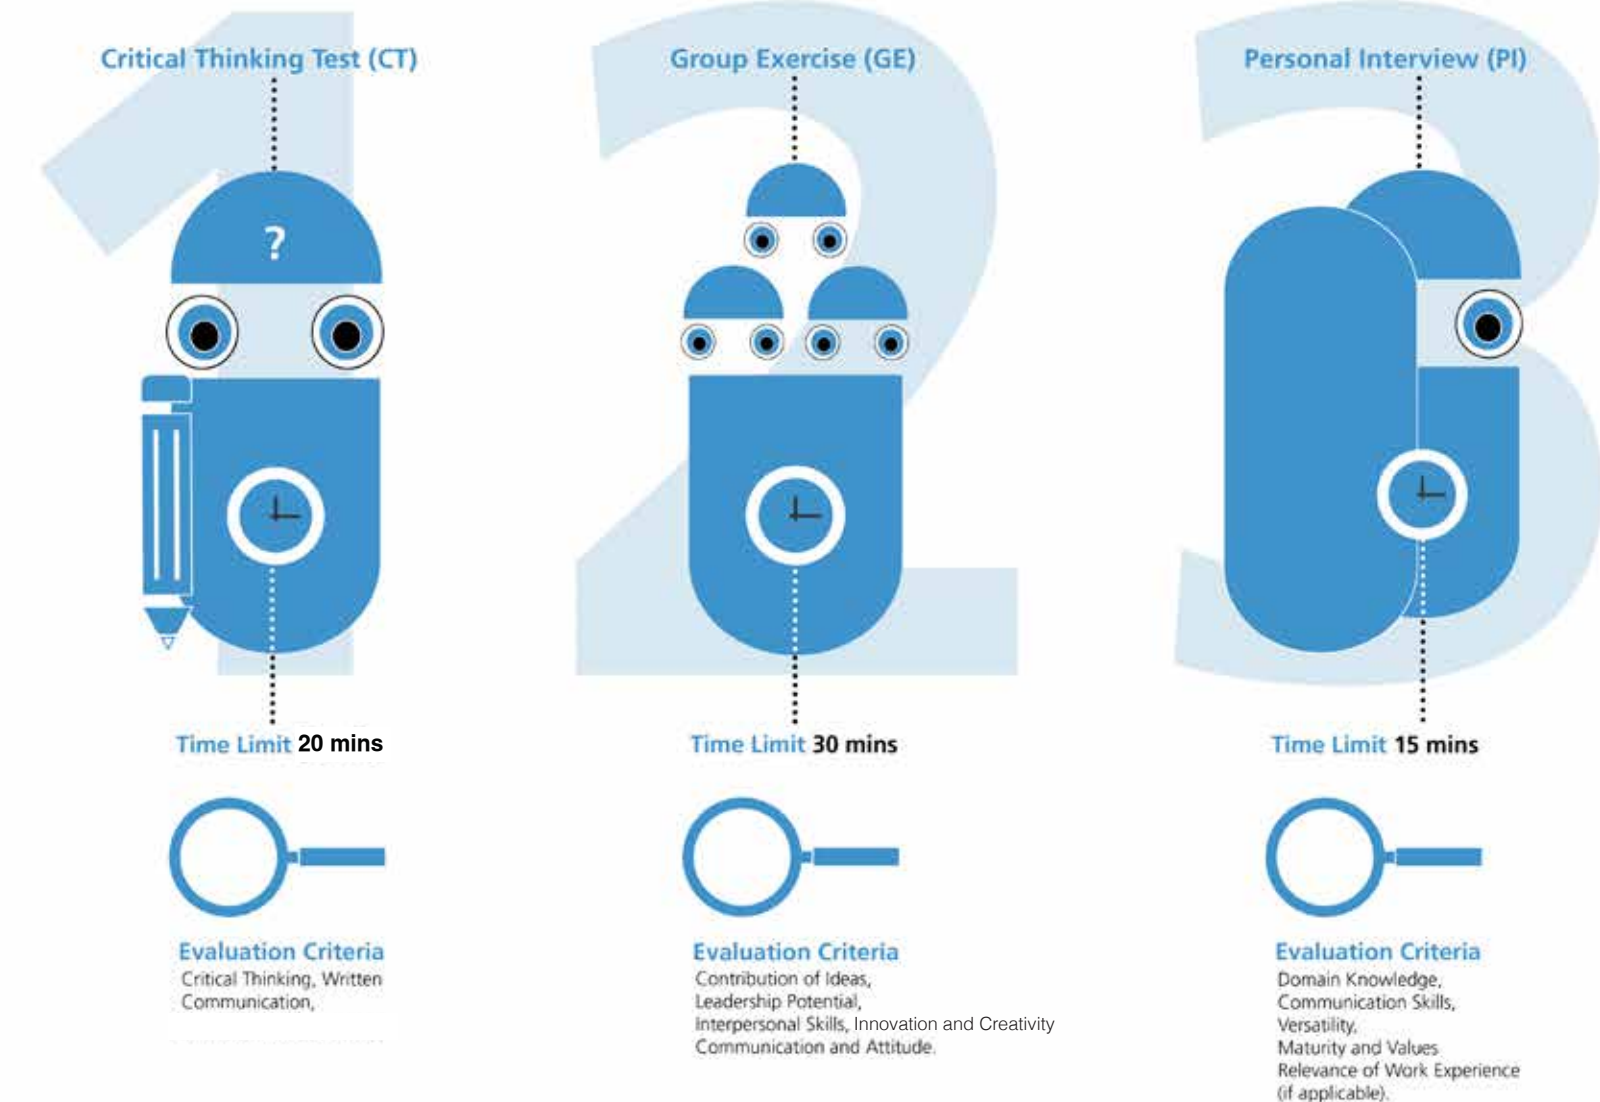 Critical Thinking Test (CT)
?
Time Limit 20 mins
Evaluation Criteria
Critical Thinking, Written
Communication,
Group Exercise (GE)
Time Limit 30 mins
Evaluation Criteria
Contribution of Ideas,
Leadership Potential,
Interpersonal Skills, Innovation and Creativity
Communication and Attitude.
Personal Interview (PI)
Time Limit 15 mins
Evaluation Criteria
Domain Knowledge,
Communication Skills,
Versatility,
Maturity and Values
Relevance of Work Experience
(if applicable).
1
2
3